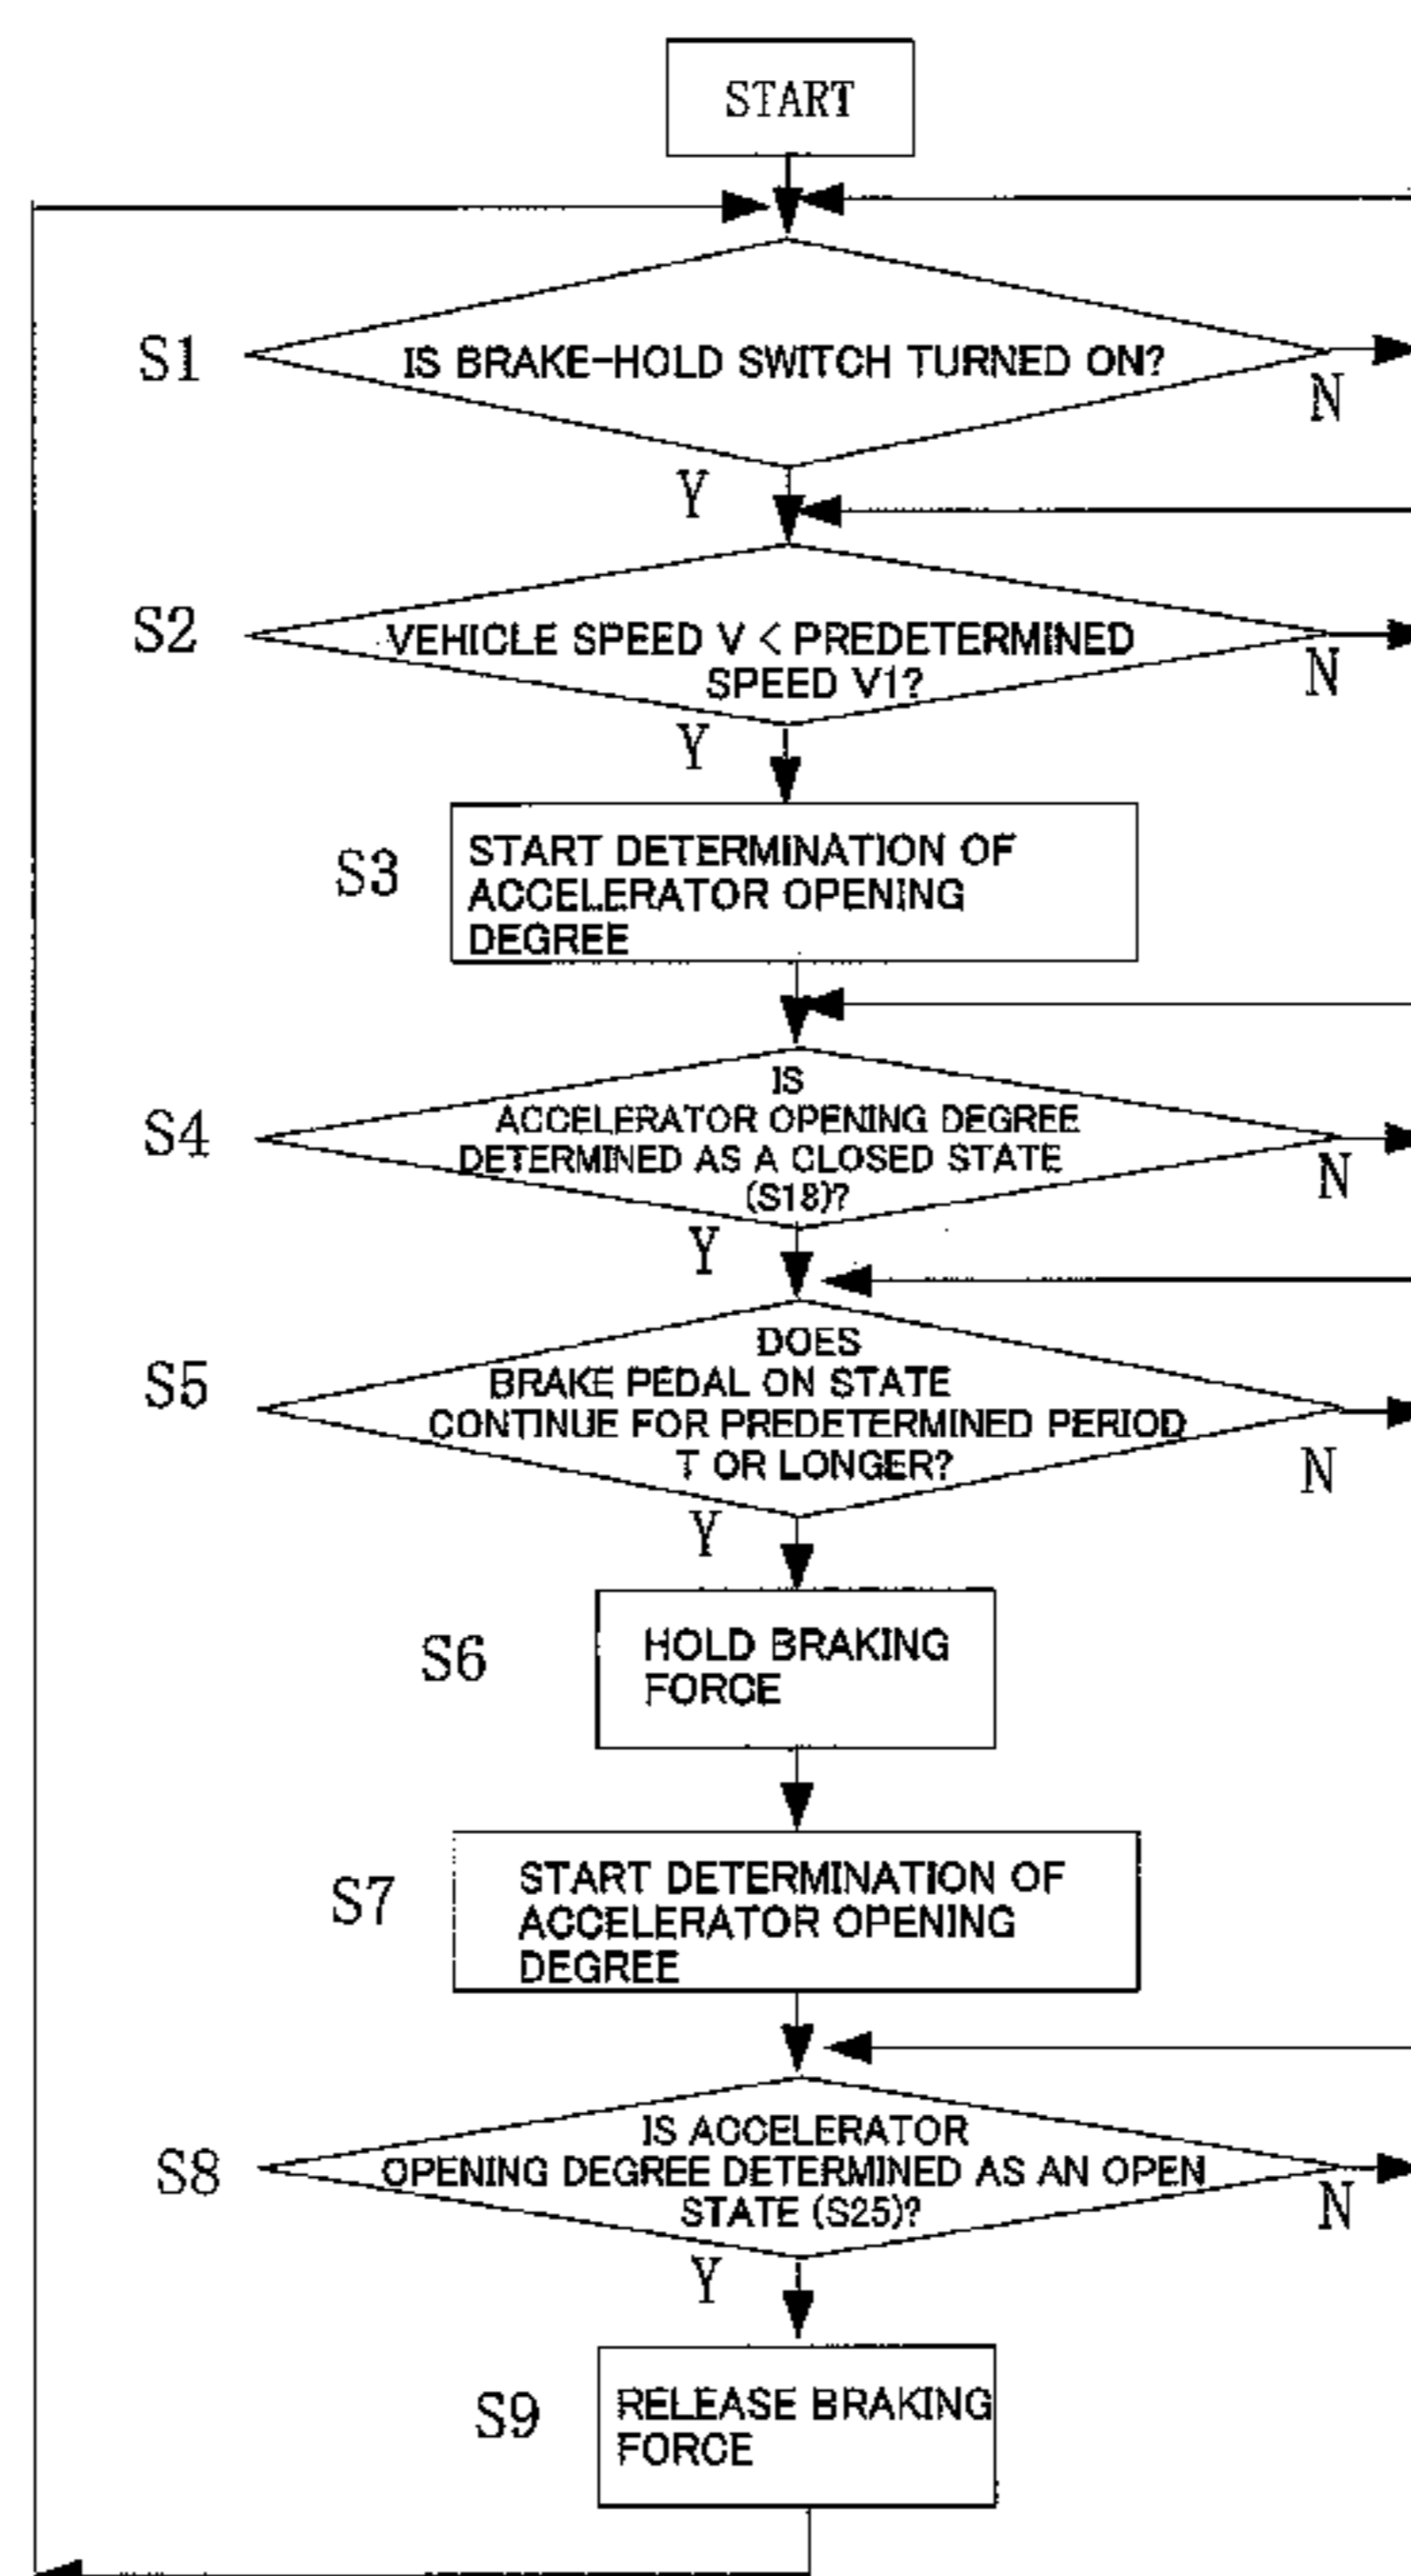 START
S1
IS BRAKE-HOLD SWITCH TURNED ON?
N
Y
S2
VEHICLE SPEED V < PREDETERMINED
SPEED V1?
N
Y
S3
START DETERMINATION OF
ACCELERATOR OPENING
DEGREE
S4
IS
ACCELERATOR OPENING DEGREE
DETERMINED AS A CLOSED STATE
(S18)?
N
Y
S5
DOES
BRAKE PEDAL ON STATE
CONTINUE FOR PREDETERMINED PERIOD
T OR LONGER?
N
Y
S6
HOLD BRAKING
FORCE
S7
START DETERMINATION OF
ACCELERATOR OPENING
DEGREE
S8
IS ACCELERATOR
OPENING DEGREE DETERMINED AS AN OPEN
STATE (S25)?
N
Y
S9
RELEASE BRAKING
FORCE